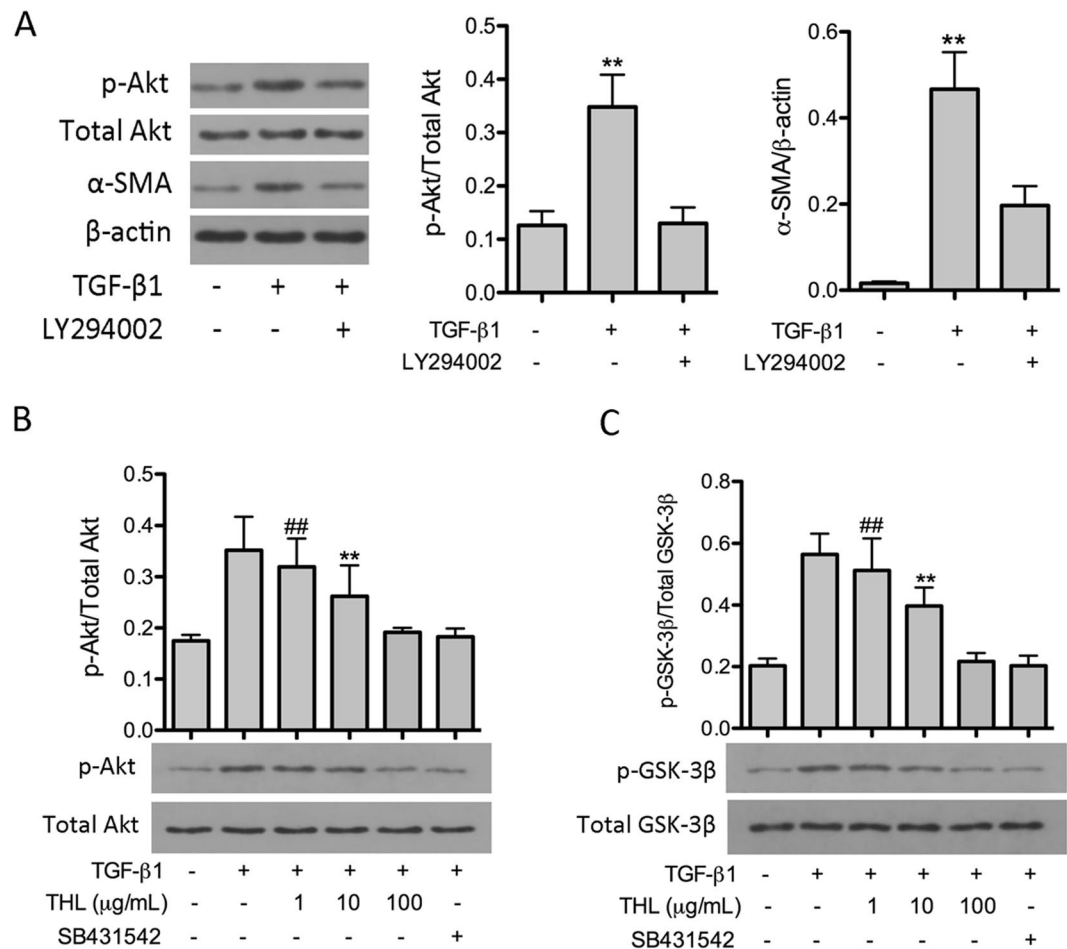 A
p-Akt
Total Akt
α-SMA
β-actin
TGF-β1 - + +
LY294002 - - +
p-Akt/Total Akt
0.5
0.4
0.3
0.2
0.1
0.0
**
TGF-β1 - + +
LY294002 - - +
α-SMA/β-actin
0.6
0.4
0.2
0.0
**
TGF-β1 - + +
LY294002 - - +
B
p-Akt/Total Akt
0.5
0.4
0.3
0.2
0.1
0.0
##
**
p-Akt
Total Akt
TGF-β1 - + + + + +
THL (μg/mL) - - 1 10 100 -
SB431542 - - - - - +
C
p-GSK-3β/Total GSK-3β
0.8
0.6
0.4
0.2
0.0
##
**
p-GSK-3β
Total GSK-3β
TGF-β1 - + + + + +
THL (μg/mL) - - 1 10 100 -
SB431542 - - - - - +